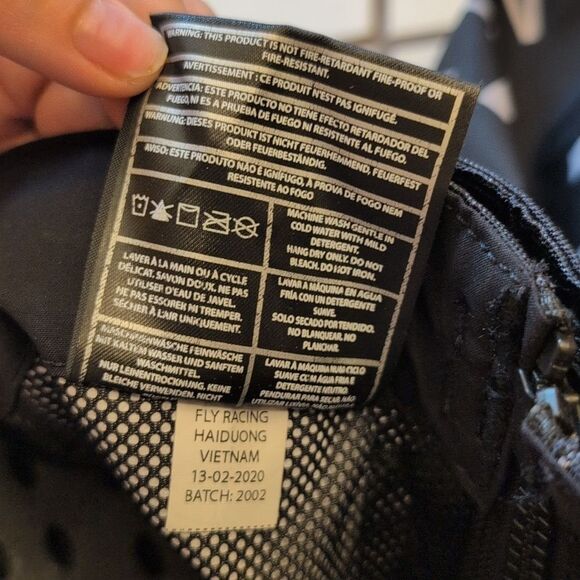 WARNING: THIS PRODUCT IS NOT FIRE-RETARDANT FIRE-PROOF OR
FIRE-RESISTANT.
AVERTISSEMENT: CE PRODUIT N'EST PAS IGNIFUGÉ.
ADVERTENCIA: ESTE PRODUCTO NO TIENE EFECTO RETARDADOR DEL
FUEGO, NI ES A PRUEBA DE FUEGO NI RESISTENTE AL FUEGO.
WARNUNG: DIESES PRODUKT IST NICHT FEUERHEMMEND, FEUERFEST
ODER FEUERBESTÄNDIG.
AVISO: ESTE PRODUTO NÃO É IGNÍFUGO, À PROVA DE FOGO NEM
RESISTENTE AO FOGO
MACHINE WASH GENTLE IN
COLD WATER WITH MILD
DETERGENT.
HANG DRY ONLY. DO NOT
BLEACH. DO NOT IRON.
LAVER À LA MAIN OU À CYCLE
DÉLICAT. SAVON DOUX. NE PAS
UTILISER D'EAU DE JAVEL.
NE PAS ESSOREN NI TREMPER,
SÉCHER À L'AIR UNIQUEMENT.
LAVAR A MÁQUINA EN AGUA
FRÍA CON UN DETERGENTE
SUAVE.
SOLO SECADO POR TENDIDO.
NO BLANQUEAR. NO
PLANCHAR.
MASCHINENWÄSCHE FEINWÄSCHE
MIT KALTEM WASSER UND SANFTEM
WASCHMITTEL.
NUR LEINENTROCKNUNG. KEINE
BLEICHE VERWENDEN. NICHT
LAVAR À MÁQUINA NUM CICLO
SUAVE COM ÁGUA FRIA E
DETERGENTE NEUTRO.
PENDURAR PARA SECAR. NÃO
UTILIZAR
FLY RACING
HAIDUONG
VIETNAM
13-02-2020
BATCH: 2002